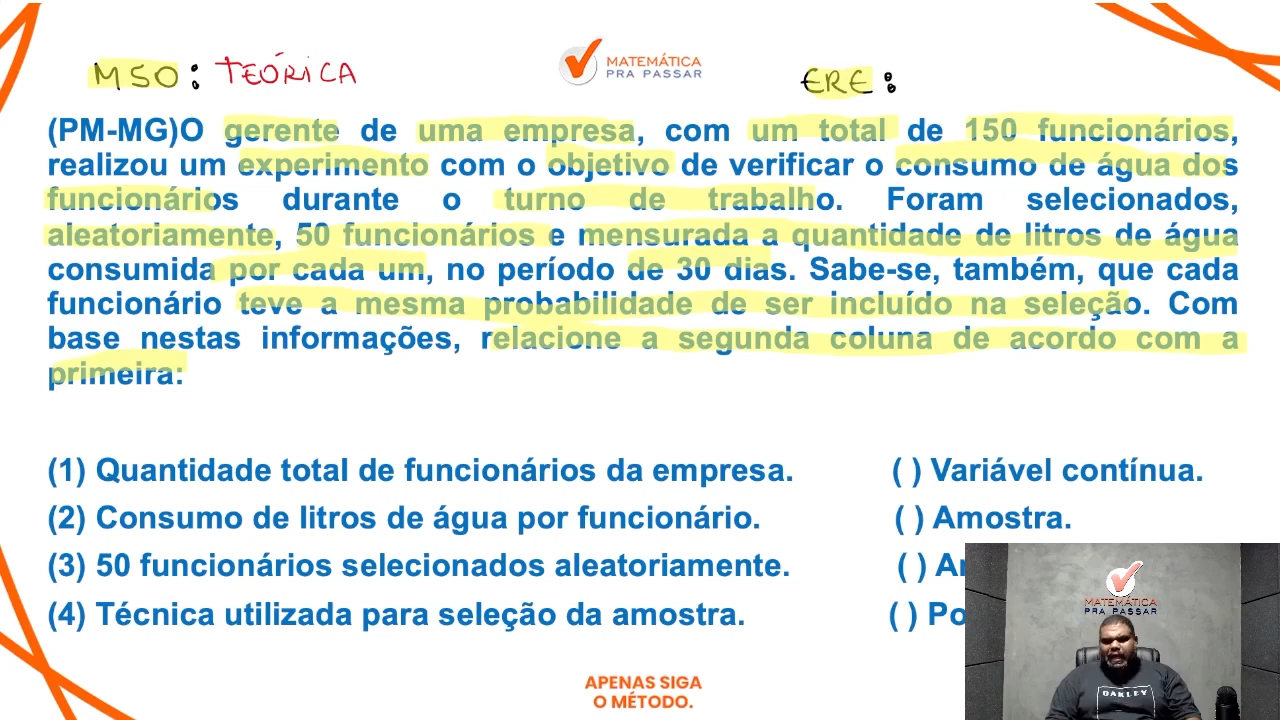 MSO: TEÓRICA
MATEMÁTICA
PRA PASSAR
ERE:
(PM-MG)O gerente de uma empresa, com um total de 150 funcionários,
realizou um experimento com o objetivo de verificar o consumo de água dos
funcionários durante o turno de trabalho. Foram selecionados,
aleatoriamente, 50 funcionários e mensurada a quantidade de litros de água
consumida por cada um, no período de 30 dias. Sabe-se, também, que cada
funcionário teve a mesma probabilidade de ser incluído na seleção. Com
base nestas informações, relacione a segunda coluna de acordo com a
primeira:
(1) Quantidade total de funcionários da empresa. ( ) Variável contínua.
(2) Consumo de litros de água por funcionário. ( ) Amostra.
(3) 50 funcionários selecionados aleatoriamente. ( )
(4) Técnica utilizada para seleção da amostra. ( )
MATEMÁTICA
PRA PASSAR
OAKLEY
APENAS SIGA
O MÉTODO.